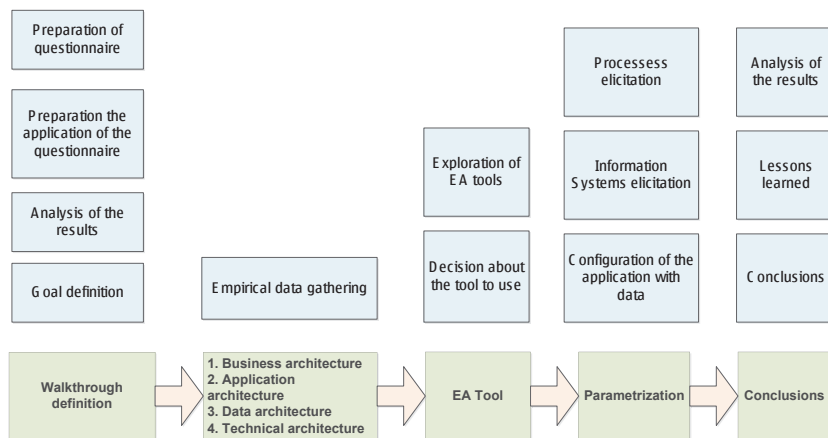 Preparation of
questionnaire
Preparation the
application of the
questionnaire
Analysis of the
results
Goal definition
Empirical data gathering
Exploration of
EA tools
Decision about
the tool to use
Processess
elicitation
Information
Systems elicitation
Configuration of the
application with
data
Analysis of
the results
Lessons
learned
Conclusions
Walkthrough
definition
1. Business architecture
2. Application
architecture
3. Data architecture
4. Technical architecture
EA Tool
Parametrization
Conclusions